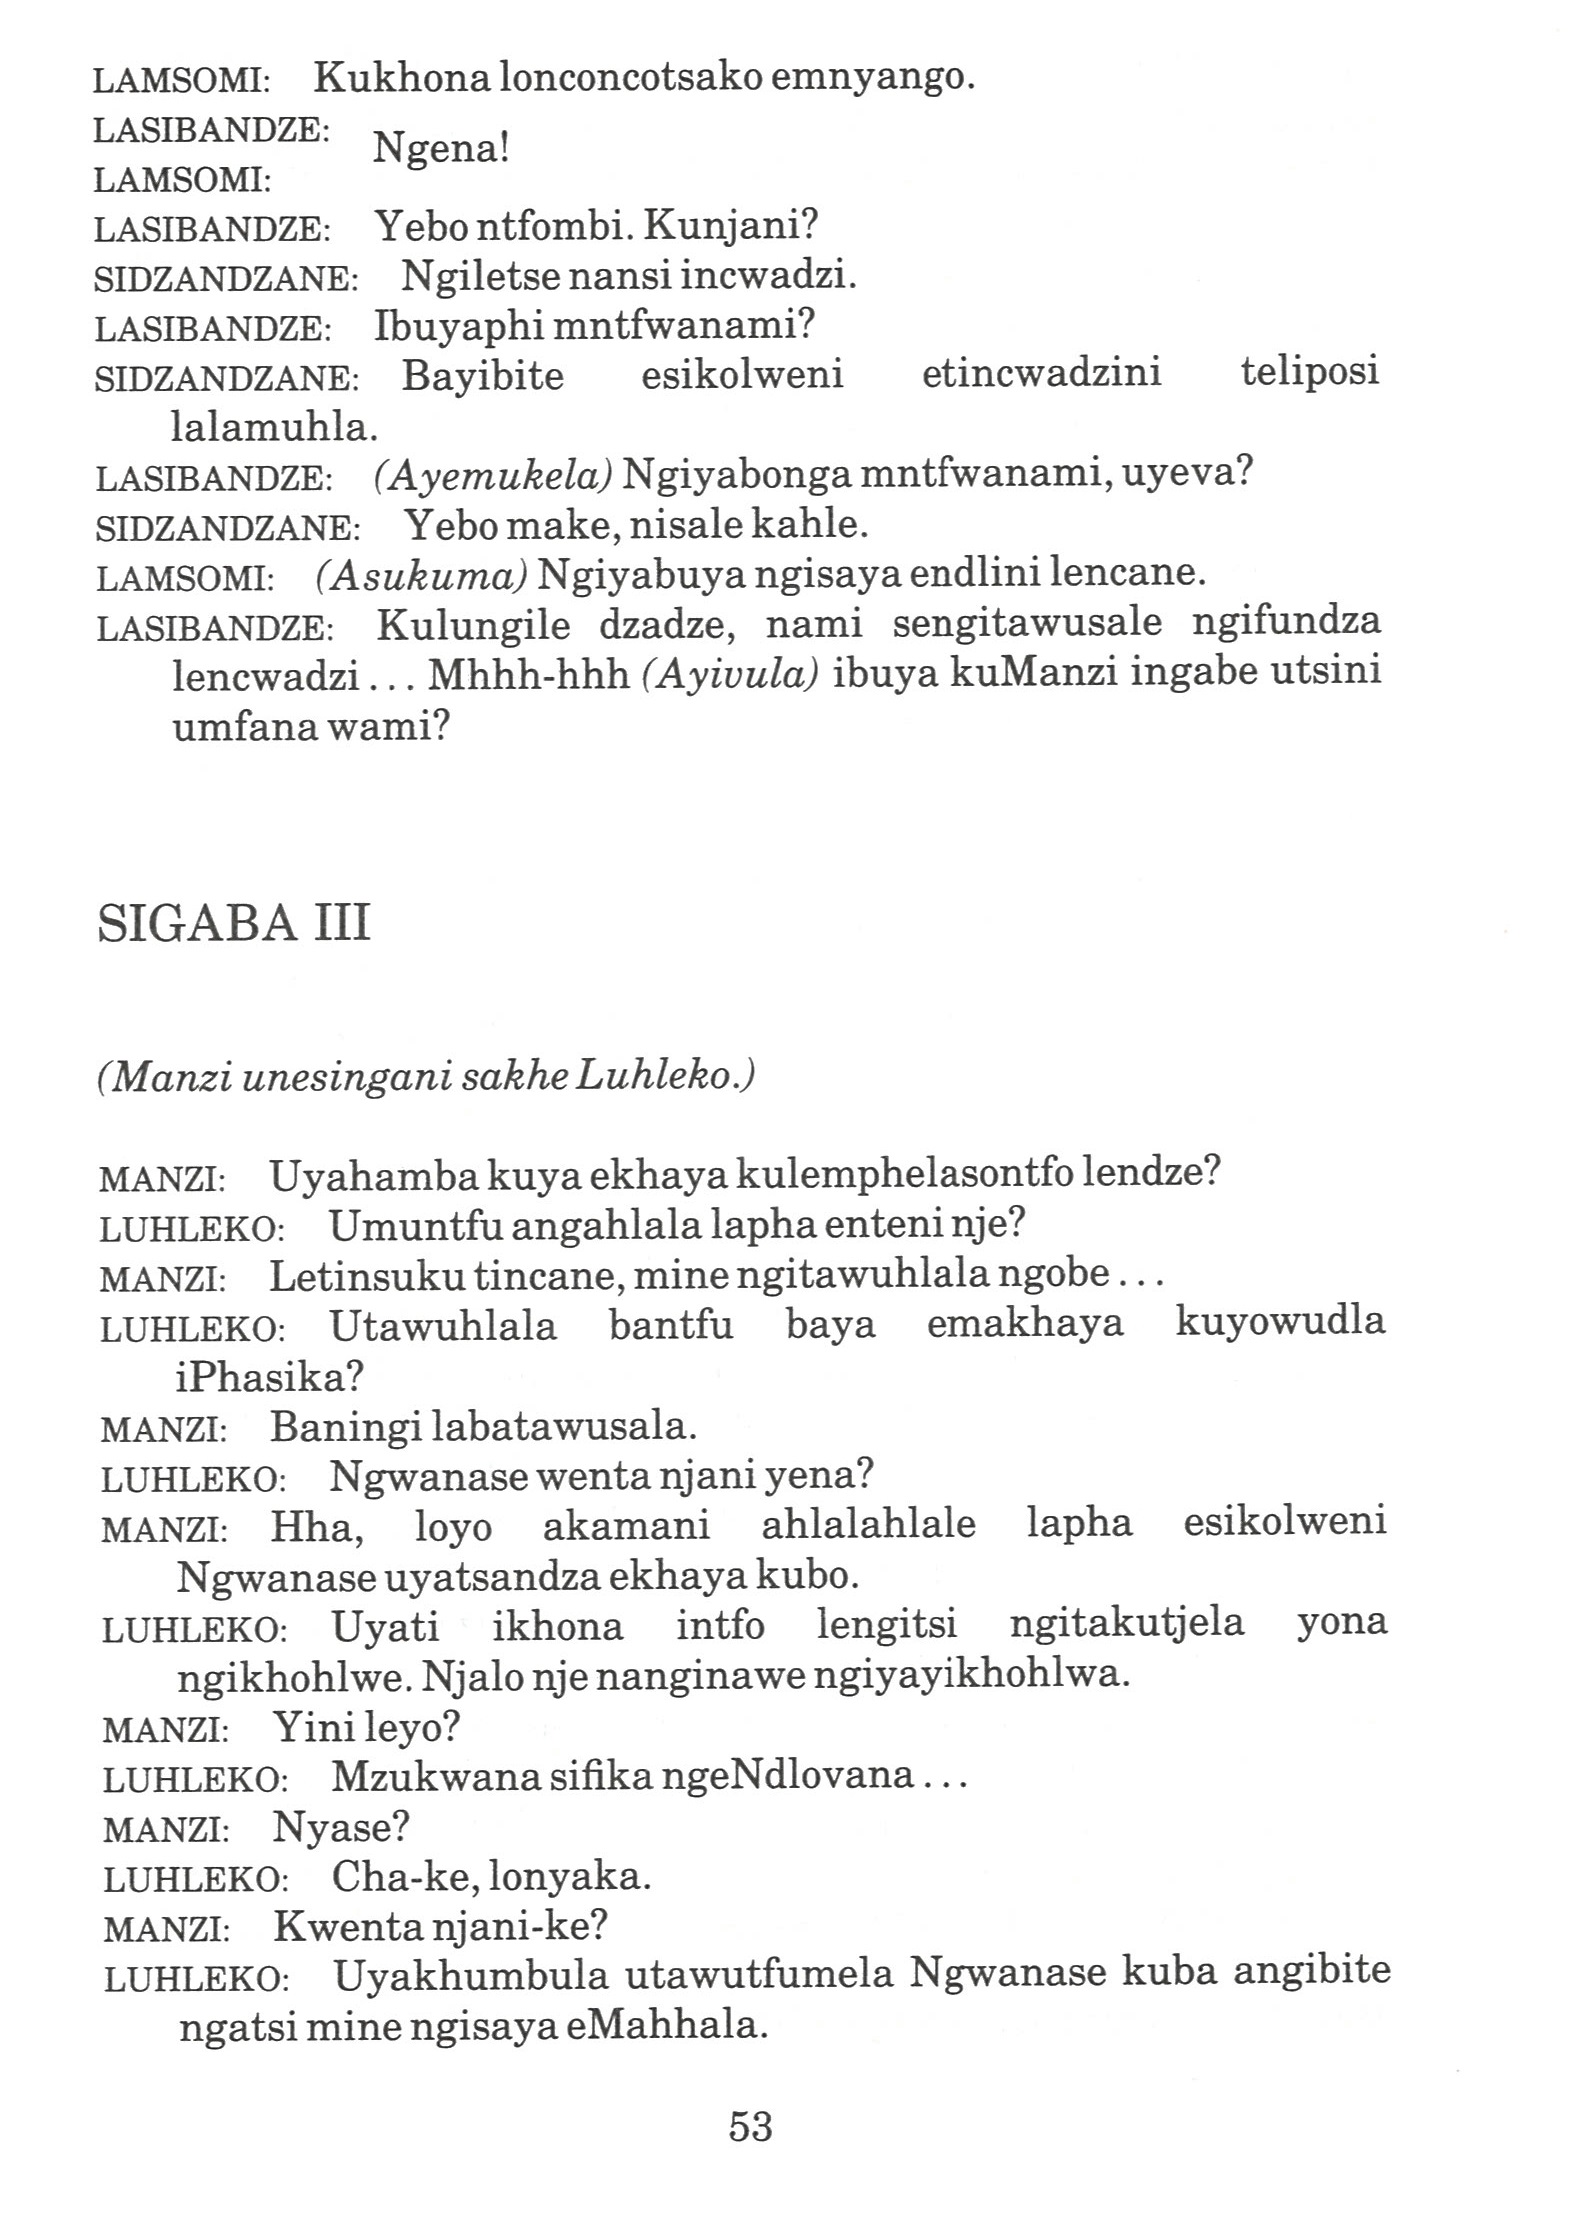 LAMSOMI: Kukhona lonconcotsako emnyango.
LASIBANDZE:
Ngena!
LAMSOMI:
LASIBANDZE: Yebo ntfombi. Kunjani?
SIDZANDZANE: Ngiletse nansi incwadzi.
LASIBANDZE: Ibuyaphi mntfwanami?
SIDZANDZANE: Bayibite esikolweni etincwadzini teliposi
lalamuhla.
LASIBANDZE: (Ayemukela) Ngiyabonga mntfwanami, uyeva?
SIDZANDZANE: Yebo make, nisale kahle.
LAMSOMI: (Asukuma) Ngiyabuya ngisaya endlini lencane.
LASIBANDZE: Kulungile dzadze, nami sengitawusale ngifundza
lencwadzi... Mhhh-hhh (Ayivula) ibuya kuManzi ingabe utsini
umfana wami?
SIGABA III
(Manzi unesingani sakhe Luhleko.)
MANZI: Uyahamba kuya ekhaya kulemphelasontfo lendze?
LUHLEKO: Umuntfu angahlala lapha enteni nje?
MANZI: Letinsuku tincane, mine ngitawuhlala ngobe...
LUHLEKO: Utawuhlala bantfu baya emakhaya kuyowudla
iPhasika?
MANZI: Baningi labatawusala.
LUHLEKO: Ngwanase wenta njani yena?
MANZI: Hha, loyo akamani ahlalahlale lapha esikolweni
Ngwanase uyatsandza ekhaya kubo.
LUHLEKO: Uyati ikhona intfo lengitsi ngitakutjela yona
ngikhohlwe. Njalo nje nanginawe ngiyayikhohlwa.
MANZI: Yini leyo?
LUHLEKO: Mzukwana sifika ngeNdlovana...
MANZI: Nyase?
LUHLEKO: Cha-ke, lonyaka.
MANZI: Kwenta njani-ke?
LUHLEKO: Uyakhumbula utawutfumela Ngwanase kuba angibite
ngatsi mine ngisaya eMahhala.
53